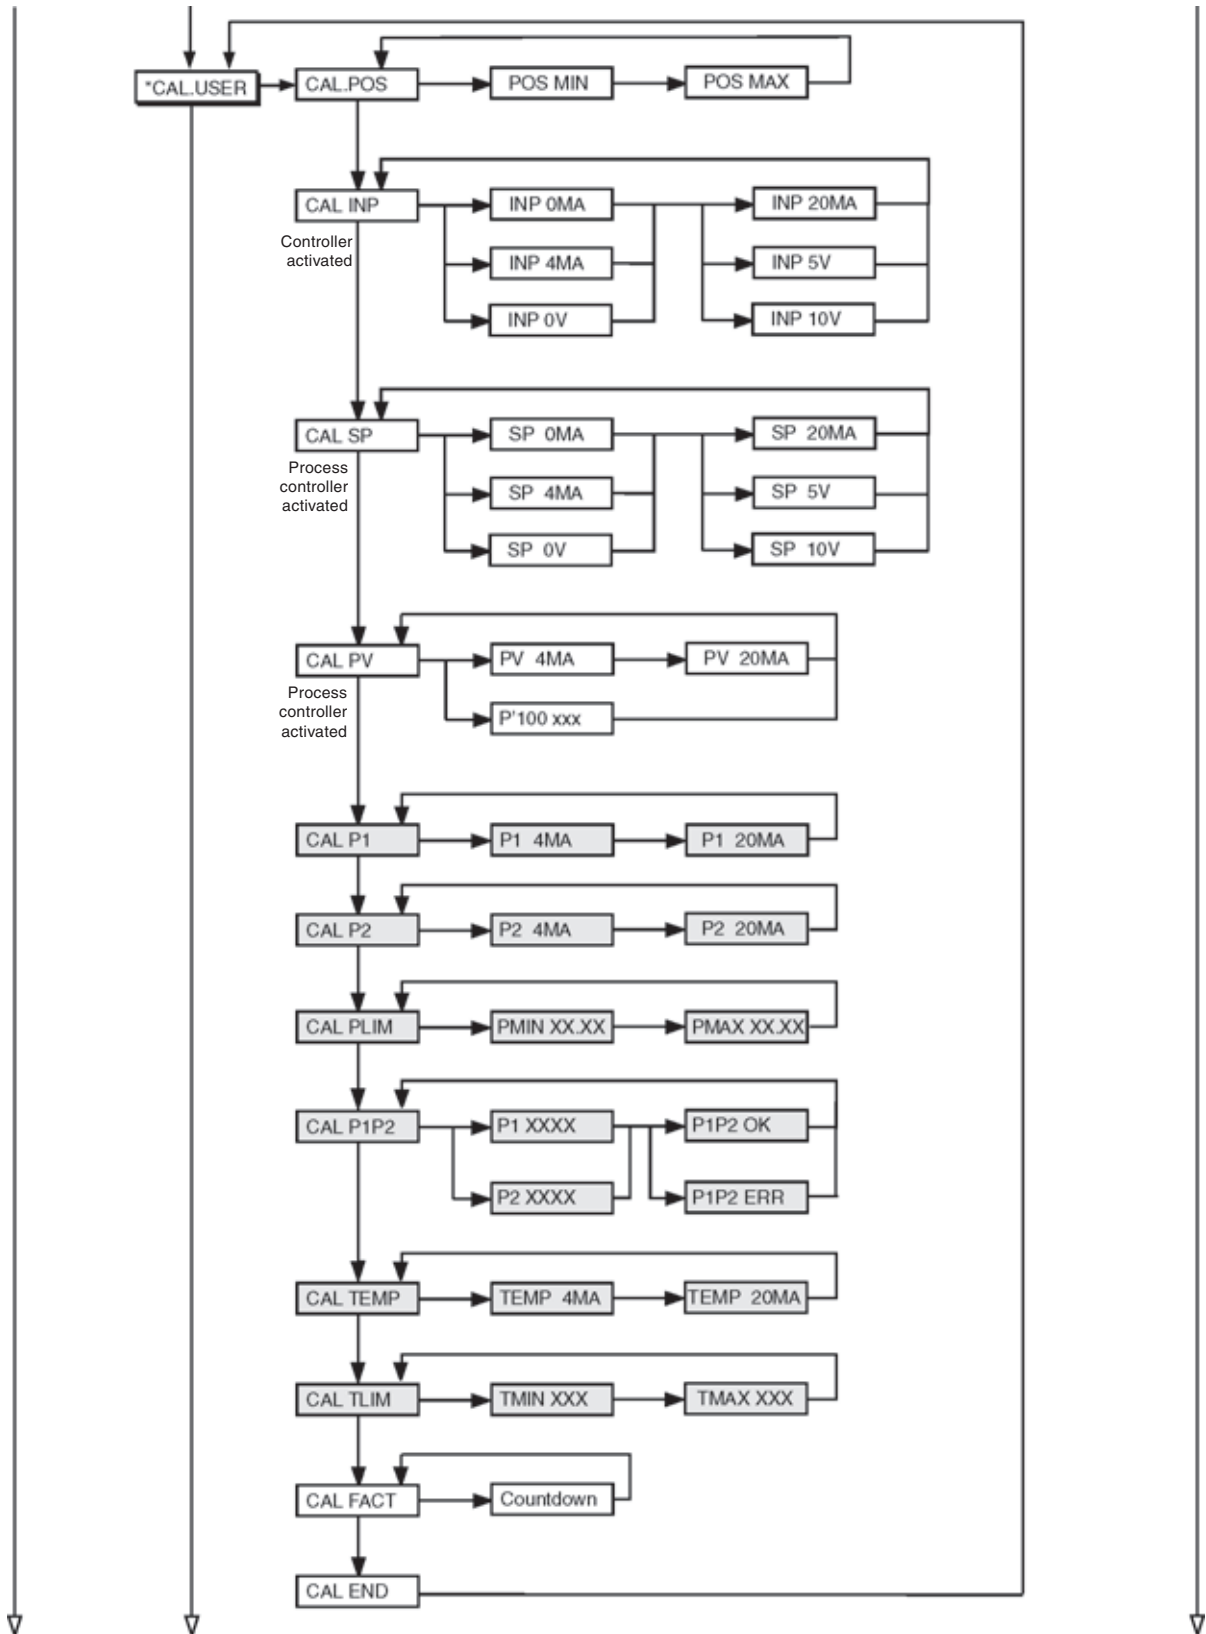 *CAL.USER
CAL.POS
POS MIN
POS MAX
CAL INP
INP 0MA
INP 20MA
Controller
activated
INP 4MA
INP 5V
INP 0V
INP 10V
CAL SP
SP 0MA
SP 20MA
Process
controller
activated
SP 4MA
SP 5V
SP 0V
SP 10V
CAL PV
PV 4MA
PV 20MA
Process
controller
activated
P'100 xxx
CAL P1
P1 4MA
P1 20MA
CAL P2
P2 4MA
P2 20MA
CAL PLIM
PMIN XX.XX
PMAX XX.XX
CAL P1P2
P1 XXXX
P1P2 OK
P2 XXXX
P1P2 ERR
CAL TEMP
TEMP 4MA
TEMP 20MA
CAL TLIM
TMIN XXX
TMAX XXX
CAL FACT
Countdown
CAL END